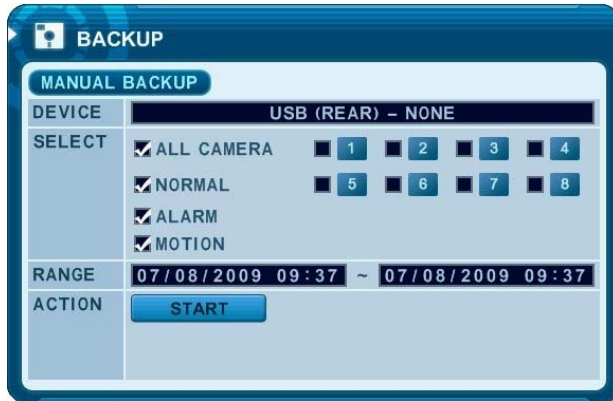 BACKUP
MANUAL BACKUP
DEVICE USB (REAR) – NONE
SELECT ALL CAMERA 1 2 3 4
NORMAL 5 6 7 8
ALARM
MOTION
RANGE 07/08/2009 09:37 ~ 07/08/2009 09:37
ACTION START